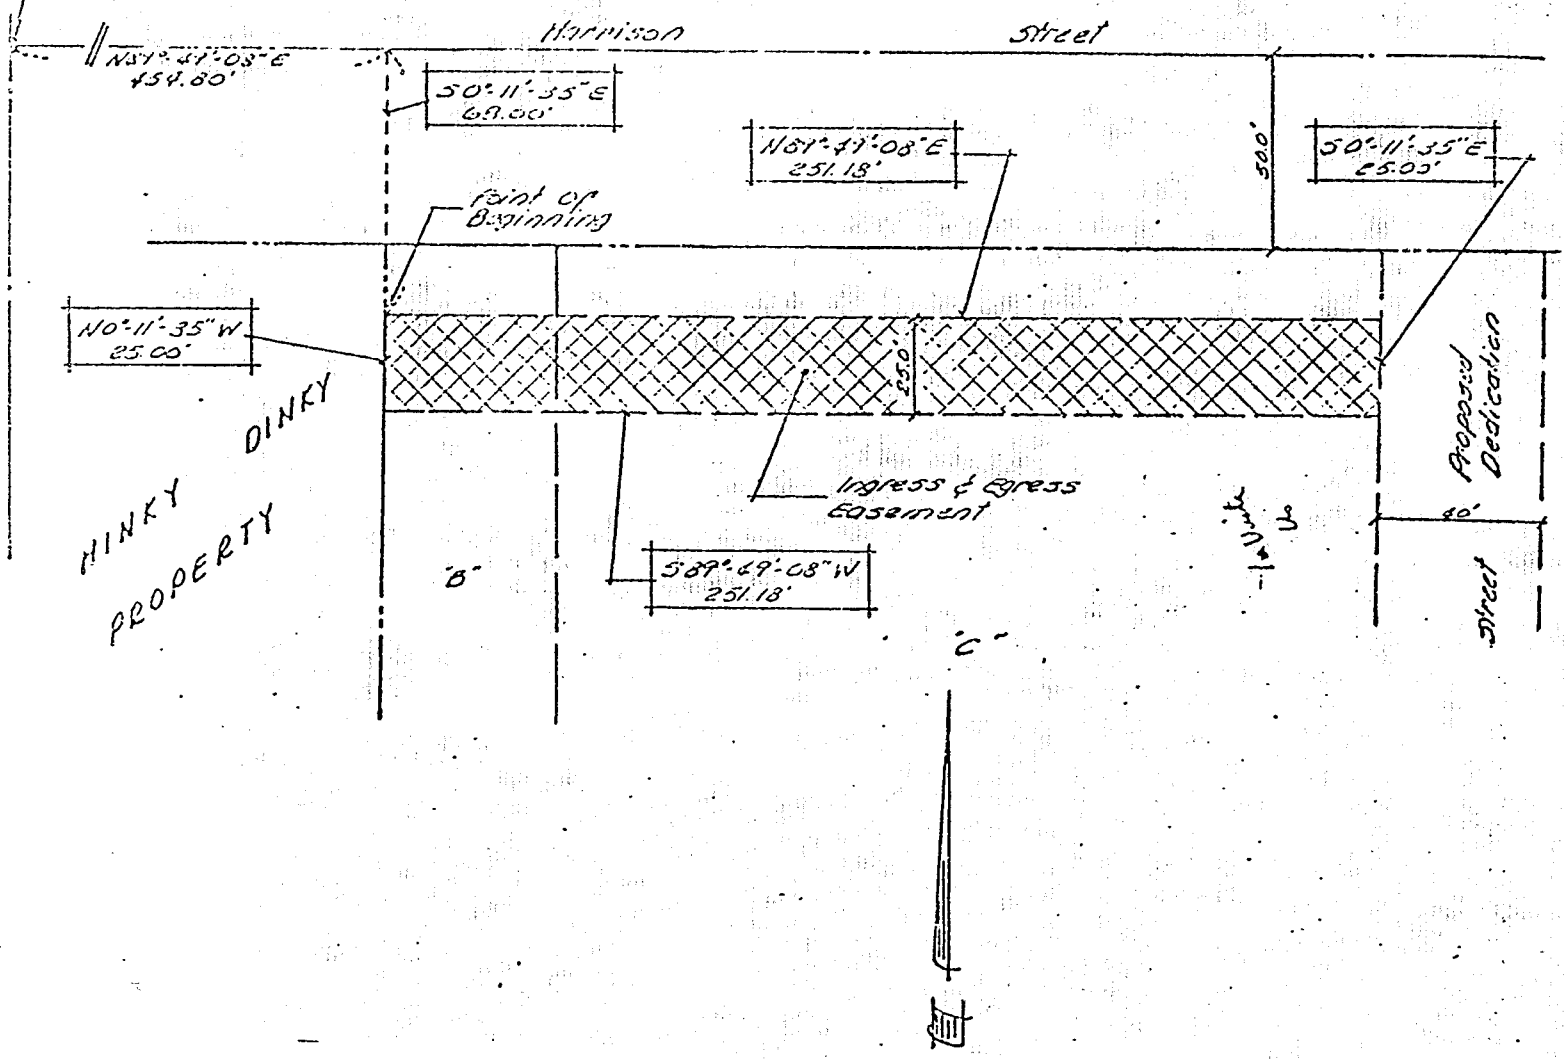 Harrison Street
N89°-49'-08"E
454.80'
S0°-11'-35"E
N89°-49'-08"E
251.18'
50.0'
S0°-11'-35"E
25.00'
Point of
Beginning
N0°-11'-35"W
25.00'
25.0'
HINKY DINKY
PROPERTY
Ingress & Egress
Easement
"B"
S89°-49'-08"W
251.18'
"C"
Proposed
Dedication
40'
Street